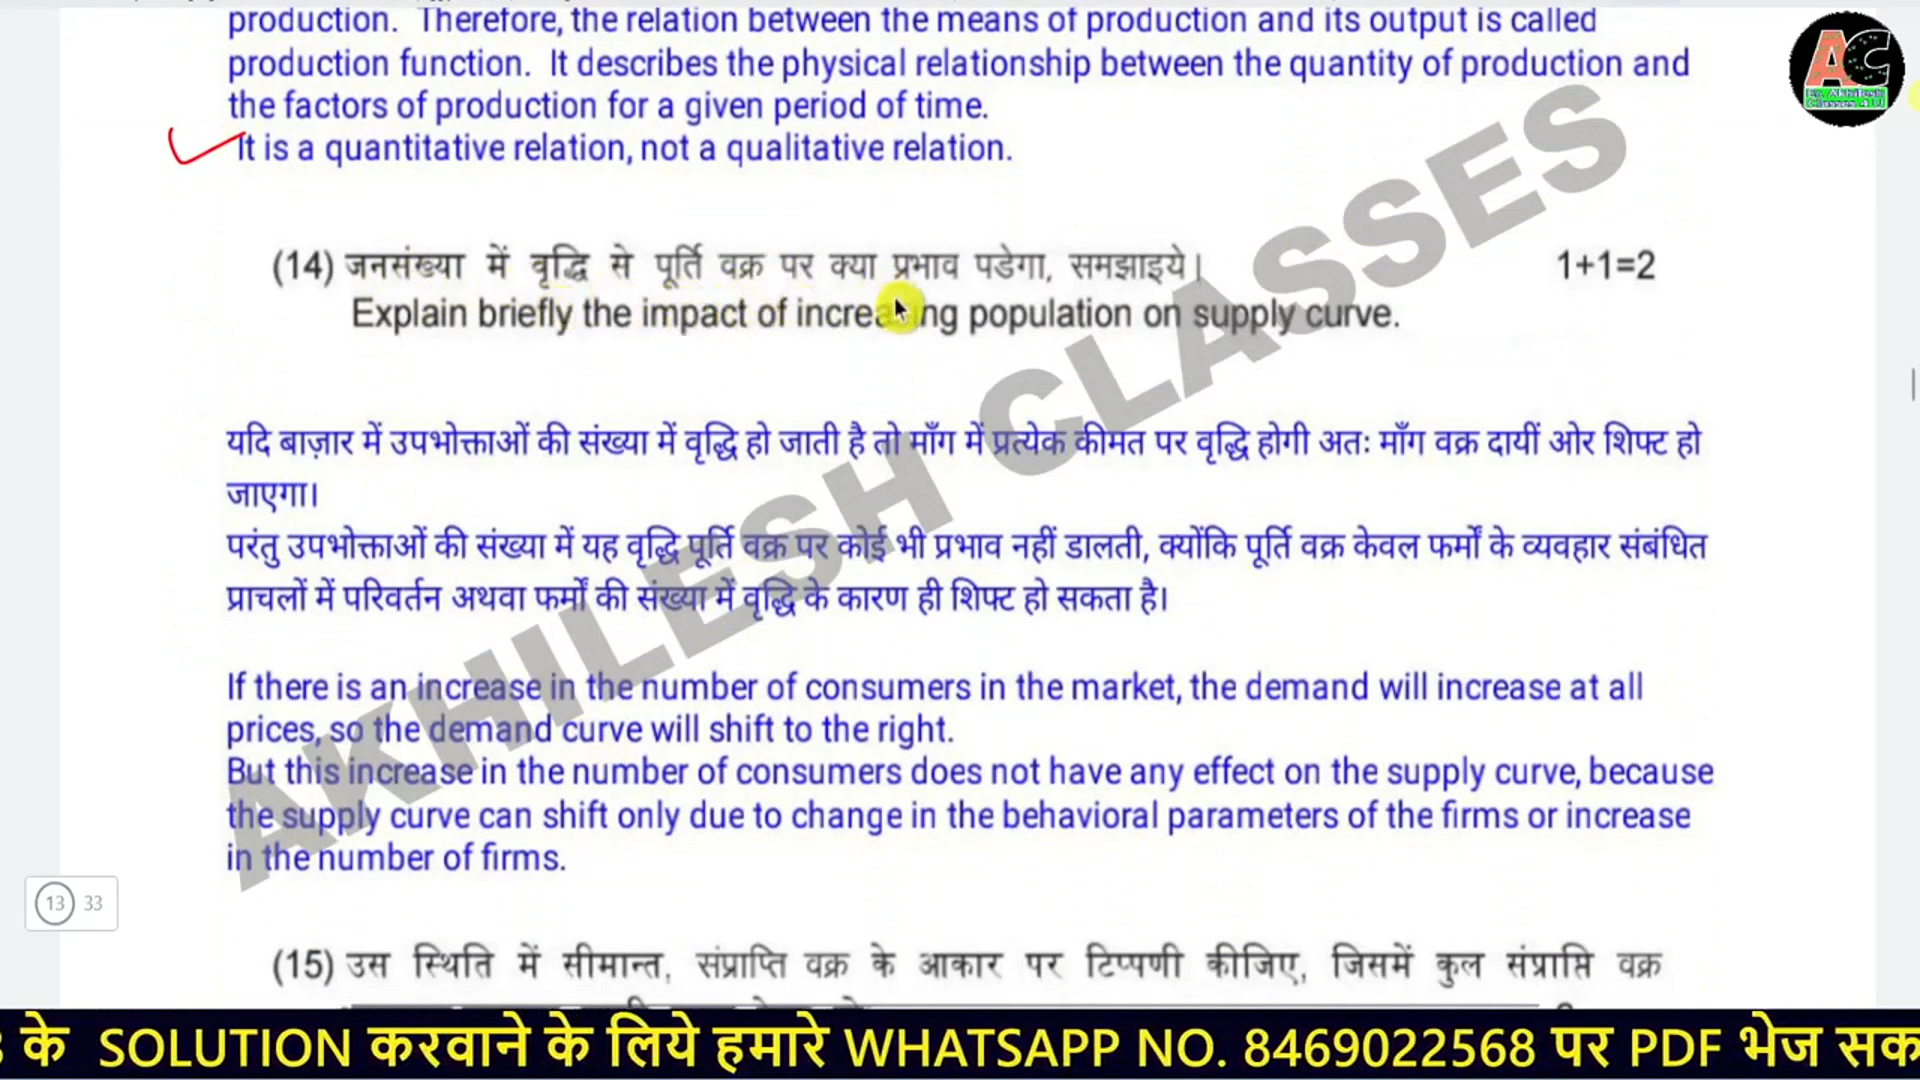 production. Therefore, the relation between the means of production and its output is called
production function. It describes the physical relationship between the quantity of production and
the factors of production for a given period of time.
It is a quantitative relation, not a qualitative relation.
(14) जनसंख्या में वृद्धि से पूर्ति वक्र पर क्या प्रभाव पडेगा, समझाइये। 1+1=2
Explain briefly the impact of increasing population on supply curve.
यदि बाज़ार में उपभोक्ताओं की संख्या में वृद्धि हो जाती है तो माँग में प्रत्येक कीमत पर वृद्धि होगी अतः माँग वक्र दायीं ओर शिफ्ट हो
जाएगा।
परंतु उपभोक्ताओं की संख्या में यह वृद्धि पूर्ति वक्र पर कोई भी प्रभाव नहीं डालती, क्योंकि पूर्ति वक्र केवल फर्मों के व्यवहार संबंधित
प्राचलों में परिवर्तन अथवा फर्मों की संख्या में वृद्धि के कारण ही शिफ्ट हो सकता है।
If there is an increase in the number of consumers in the market, the demand will increase at all
prices, so the demand curve will shift to the right.
But this increase in the number of consumers does not have any effect on the supply curve, because
the supply curve can shift only due to change in the behavioral parameters of the firms or increase
in the number of firms.
(15) उस स्थिति में सीमान्त, संप्राप्ति वक्र के आकार पर टिप्पणी कीजिए, जिसमें कुल संप्राप्ति वक्र
AKHILESH CLASSES
AC
By Akhilesh
Classes 4 U
13 33
के SOLUTION करवाने के लिये हमारे WHATSAPP NO. 8469022568 पर PDF भेज सक